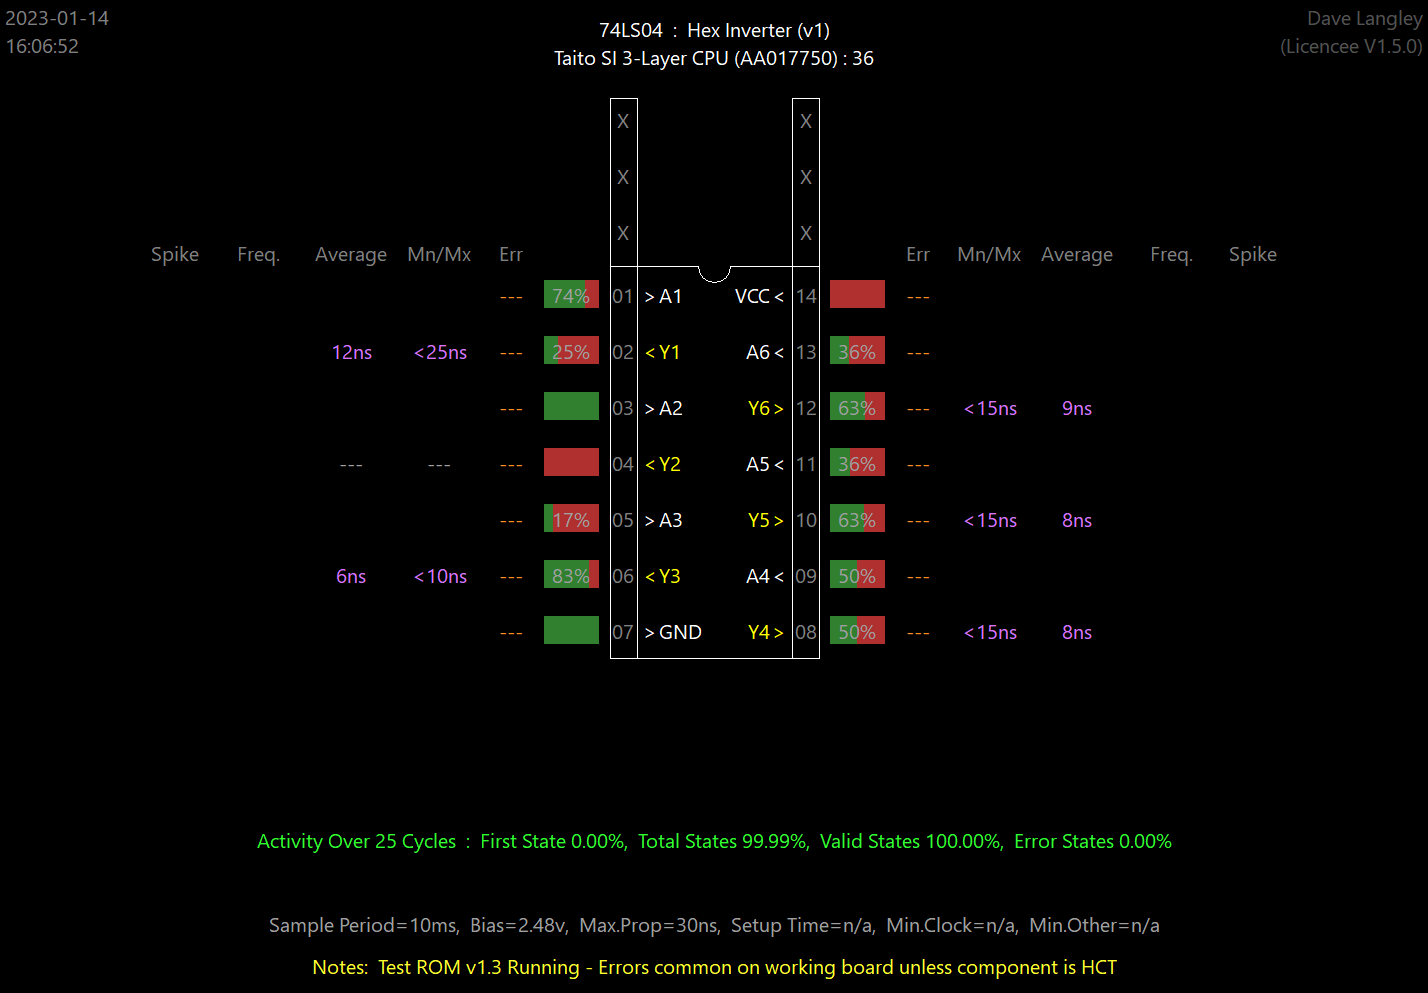 2023-01-14
16:06:52
74LS04 : Hex Inverter (v1)
Taito SI 3-Layer CPU (AA017750) : 36
Dave Langley
(Licencee V1.5.0)
X X
X X
X X
Spike Freq. Average Mn/Mx Err Err Mn/Mx Average Freq. Spike
--- 74% 01 > A1 VCC < 14 ---
12ns <25ns --- 25% 02 < Y1 A6 < 13 36% ---
--- 03 > A2 Y6 > 12 63% --- <15ns 9ns
--- --- --- 04 < Y2 A5 < 11 36% ---
--- 17% 05 > A3 Y5 > 10 63% --- <15ns 8ns
6ns <10ns --- 83% 06 < Y3 A4 < 09 50% ---
--- 07 > GND Y4 > 08 50% --- <15ns 8ns
Activity Over 25 Cycles : First State 0.00%, Total States 99.99%, Valid States 100.00%, Error States 0.00%
Sample Period=10ms, Bias=2.48v, Max.Prop=30ns, Setup Time=n/a, Min.Clock=n/a, Min.Other=n/a
Notes: Test ROM v1.3 Running - Errors common on working board unless component is HCT